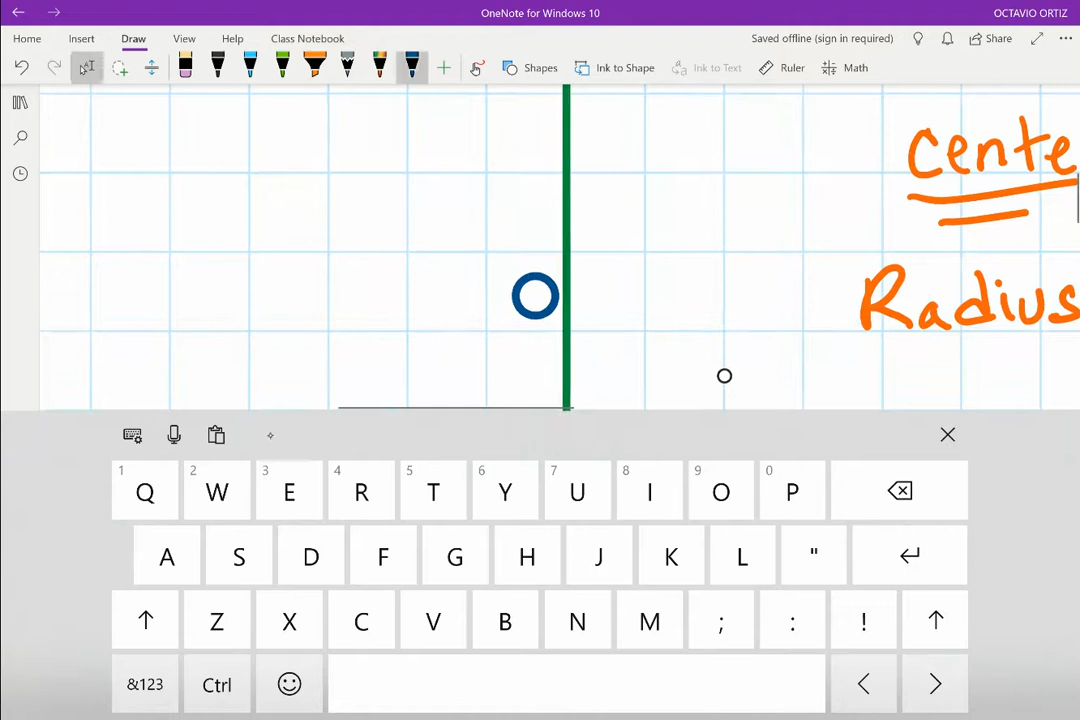 OneNote for Windows 10
OCTAVIO ORTIZ
Home Insert Draw View Help Class Notebook
Saved offline (sign in required)
Share
Shapes
Ink to Shape
Ink to Text
Ruler
Math
Cente
Radius
1 2 3 4 5 6 7 8 9 0
Q W E R T Y U I O P
A S D F G H J K L "
Z X C V B N M ; : !
&123 Ctrl